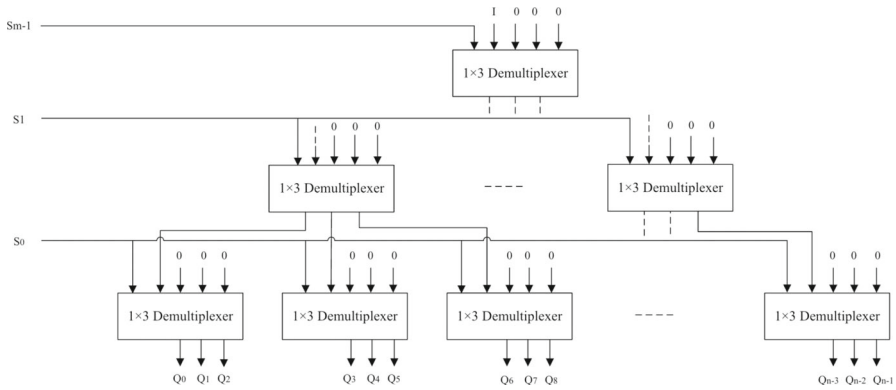 I 0 0 0
Sm-1
1×3 Demultiplexer
S1
0 0 0
0 0 0
1×3 Demultiplexer
1×3 Demultiplexer
S0
0 0 0
0 0 0
0 0 0
0 0 0
1×3 Demultiplexer
1×3 Demultiplexer
1×3 Demultiplexer
1×3 Demultiplexer
Q0 Q1 Q2
Q3 Q4 Q5
Q6 Q7 Q8
Qn-3 Qn-2 Qn-1